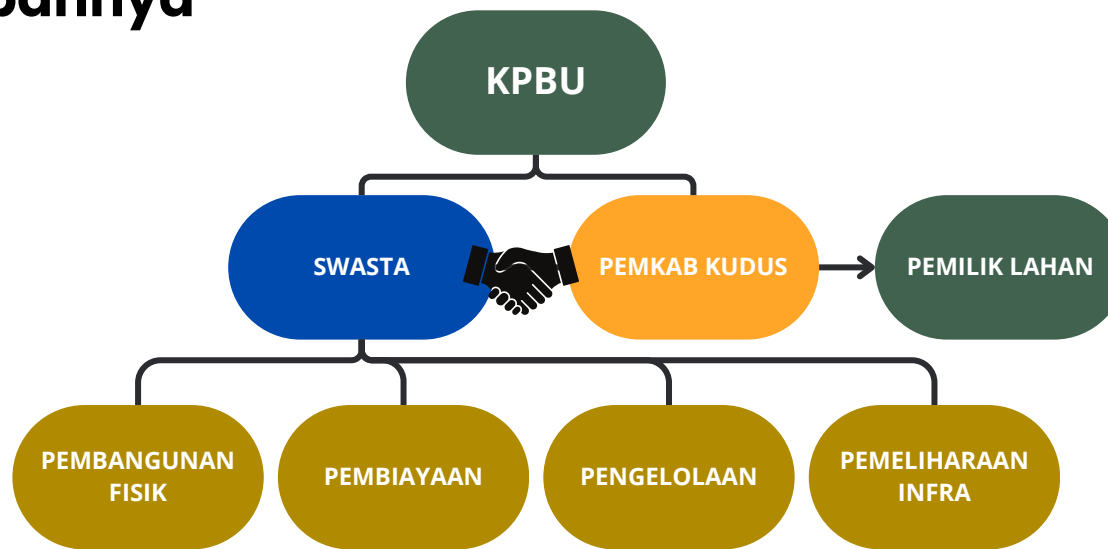 KPBU
SWASTA
PEMKAB KUDUS
PEMILIK LAHAN
PEMBANGUNAN
FISIK
PEMBIAYAAN
PENGELOLAAN
PEMELIHARAAN
INFRA